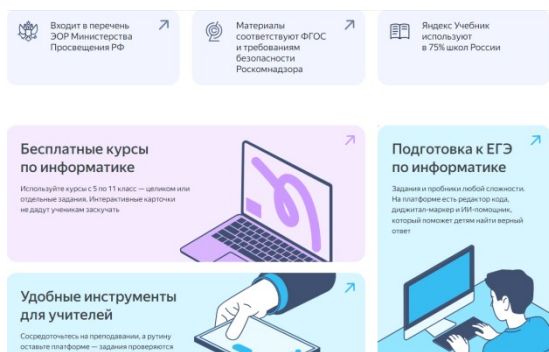 Входит в перечень
ЭОР Министерства
Просвещения РФ
Материалы
соответствуют ФГОС
и требованиям
безопасности
Роскомнадзора
Яндекс Учебник
используют
в 75% школ России
Бесплатные курсы
по информатике
Используйте курсы с 5 по 11 класс — целиком или
отдельные задания. Интерактивные карточки
не дадут ученикам заскучать
Подготовка к ЕГЭ
по информатике
Задания и пробники любой сложности.
На платформе есть редактор кода,
диджитал-маркер и ИИ-помощник,
который поможет детям найти верный
ответ
Удобные инструменты
для учителей
Сосредоточьтесь на преподавании, а рутину
оставьте платформе — задания проверяются